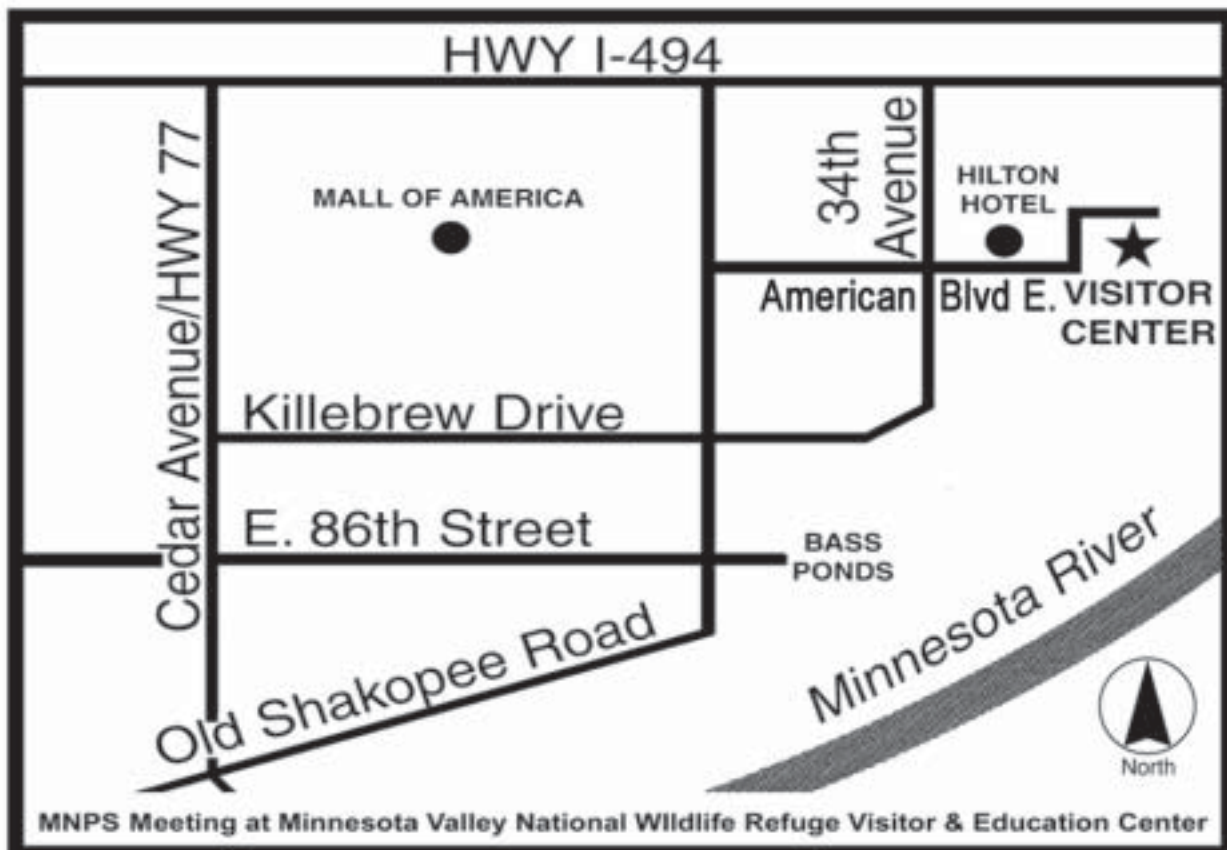 HWY I-494
Cedar Avenue/HWY 77
MALL OF AMERICA
34th
Avenue
HILTON
HOTEL
American Blvd E.
VISITOR
CENTER
Killebrew Drive
E. 86th Street
BASS
PONDS
Old Shakopee Road
Minnesota River
North
MNPS Meeting at Minnesota Valley National WIldlife Refuge Visitor & Education Center